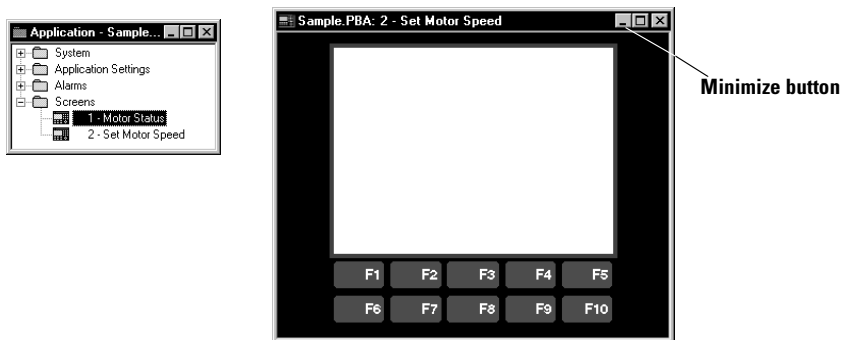 Application - Sample...
System
Application Settings
Alarms
Screens
1 - Motor Status
2 - Set Motor Speed
Sample.PBA: 2 - Set Motor Speed
Minimize button
F1 F2 F3 F4 F5
F6 F7 F8 F9 F10